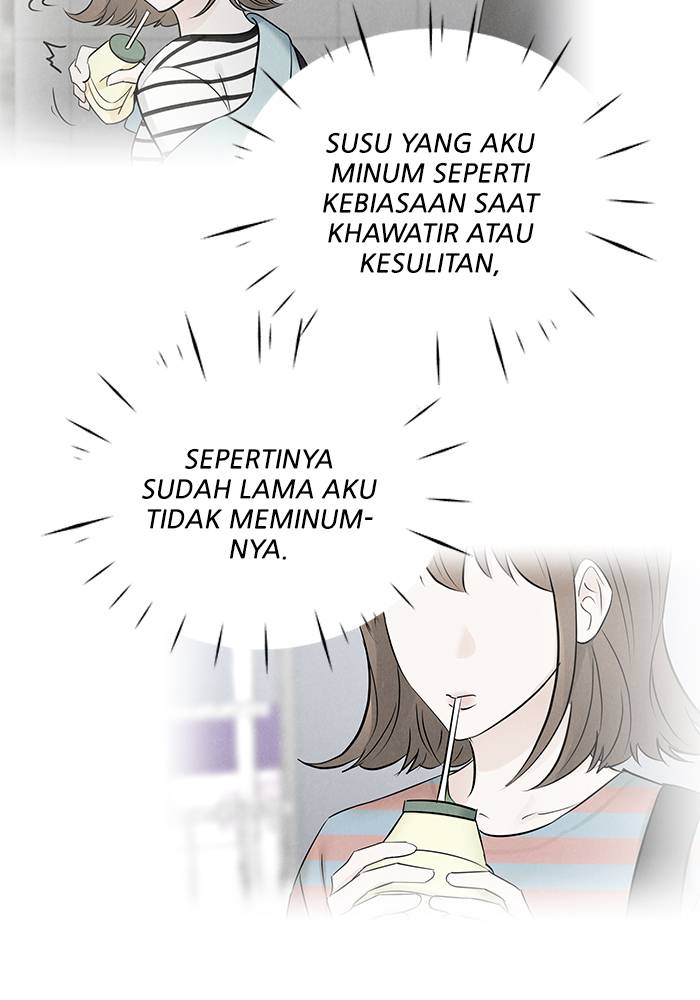 SUSU YANG AKU
MINUM SEPERTI
KEBIASAAN SAAT
KHAWATIR ATAU
KESULITAN,
SEPERTINYA
SUDAH LAMA AKU
TIDAK MEMINUM-
NYA.